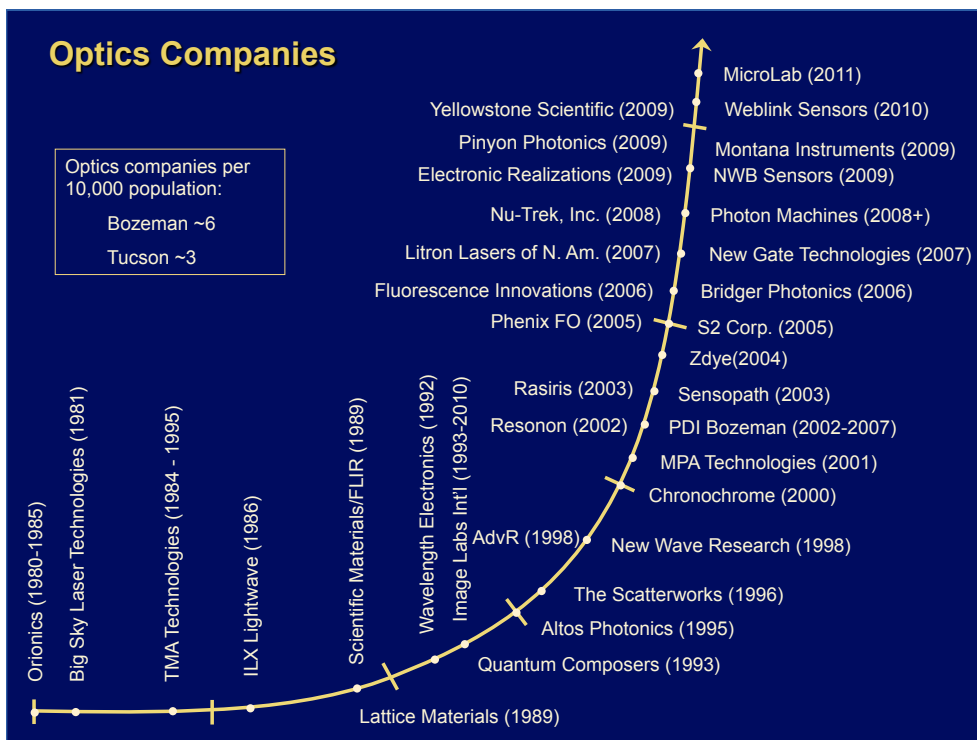 Optics Companies
Optics companies per
10,000 population:
Bozeman ~6
Tucson ~3
Orionics (1980-1985)
Big Sky Laser Technologies (1981)
TMA Technologies (1984 - 1995)
ILX Lightwave (1986)
Scientific Materials/FLIR (1989)
Lattice Materials (1989)
Wavelength Electronics (1992)
Image Labs Int'l (1993-2010)
Quantum Composers (1993)
Altos Photonics (1995)
The Scatterworks (1996)
AdvR (1998)
New Wave Research (1998)
Chronochrome (2000)
MPA Technologies (2001)
Resonon (2002)
PDI Bozeman (2002-2007)
Rasiris (2003)
Sensopath (2003)
Zdye(2004)
Phenix FO (2005)
S2 Corp. (2005)
Fluorescence Innovations (2006)
Bridger Photonics (2006)
Litron Lasers of N. Am. (2007)
New Gate Technologies (2007)
Nu-Trek, Inc. (2008)
Photon Machines (2008+)
Electronic Realizations (2009)
NWB Sensors (2009)
Pinyon Photonics (2009)
Montana Instruments (2009)
Yellowstone Scientific (2009)
Weblink Sensors (2010)
MicroLab (2011)